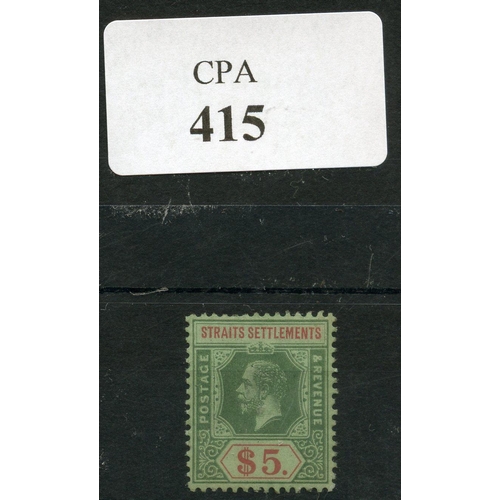 CPA
415
STRAITS SETTLEMENTS
POSTAGE
& REVENUE
$5.